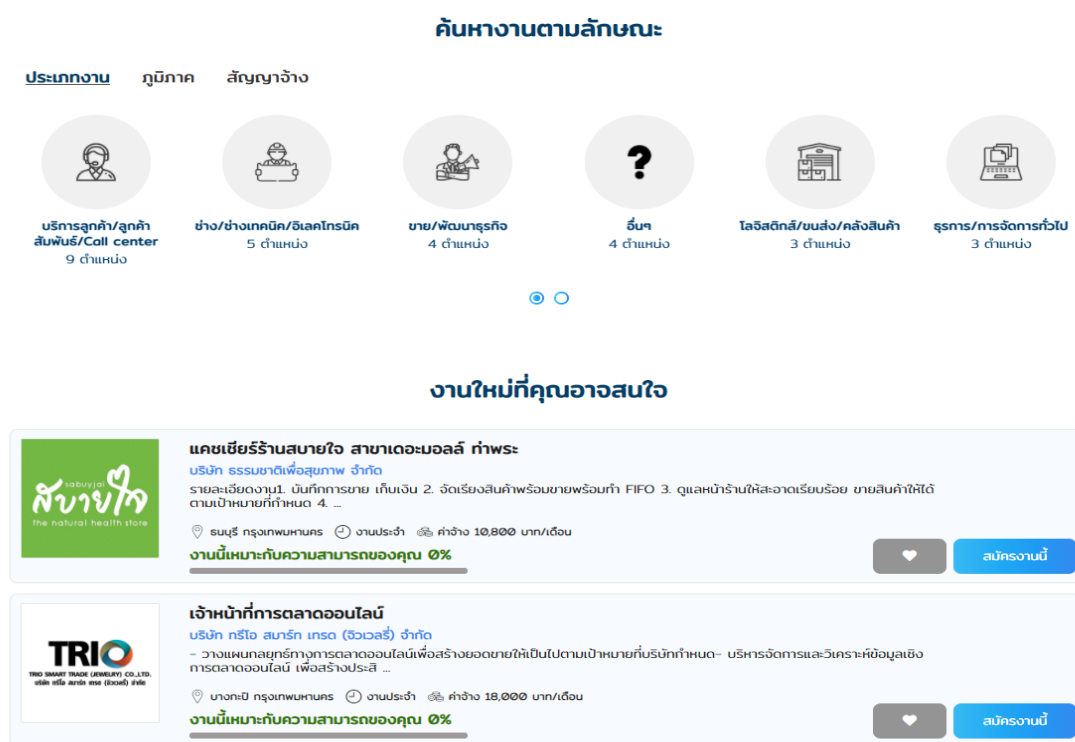 ค้นหางานตามลักษณะ
ประเภทงาน ภูมิภาค สัญญาจ้าง
?
บริการลูกค้า/ลูกค้า
สัมพันธ์/Call center
9 ตำแหน่ง
ช่าง/ช่างเทคนิค/อิเลคโทรนิค
5 ตำแหน่ง
ขาย/พัฒนาธุรกิจ
4 ตำแหน่ง
อื่นๆ
4 ตำแหน่ง
โลจิสติกส์/ขนส่ง/คลังสินค้า
3 ตำแหน่ง
ธุรการ/การจัดการทั่วไป
3 ตำแหน่ง
งานใหม่ที่คุณอาจสนใจ
sabuyjai
สบายใจ
the natural health store
แคชเชียร์ร้านสบายใจ สาขาเดอะมอลล์ ท่าพระ
บริษัท ธรรมชาติเพื่อสุขภาพ จำกัด
รายละเอียดงาน1. บันทึกการขาย เก็บเงิน 2. จัดเรียงสินค้าพร้อมขายพร้อมทำ FIFO 3. ดูแลหน้าร้านให้สะอาดเรียบร้อย ขายสินค้าให้ได้
ตามเป้าหมายที่กำหนด 4. ...
ธนบุรี กรุงเทพมหานคร งานประจำ ค่าจ้าง 10,800 บาท/เดือน
งานนี้เหมาะกับความสามารถของคุณ 0%
สมัครงานนี้
TRIO
TRIO SMART TRADE (JEWELRY) CO.,LTD.
บริษัท ทรีโอ สมาร์ท เทรด (จิวเวลรี่) จำกัด
เจ้าหน้าที่การตลาดออนไลน์
บริษัท ทรีโอ สมาร์ท เทรด (จิวเวลรี่) จำกัด
- วางแผนกลยุทธ์ทางการตลาดออนไลน์เพื่อสร้างยอดขายให้เป็นไปตามเป้าหมายที่บริษัทกำหนด- บริหารจัดการและวิเคราะห์ข้อมูลเชิง
การตลาดออนไลน์ เพื่อสร้างประสิ ...
บางกะปิ กรุงเทพมหานคร งานประจำ ค่าจ้าง 18,000 บาท/เดือน
งานนี้เหมาะกับความสามารถของคุณ 0%
สมัครงานนี้